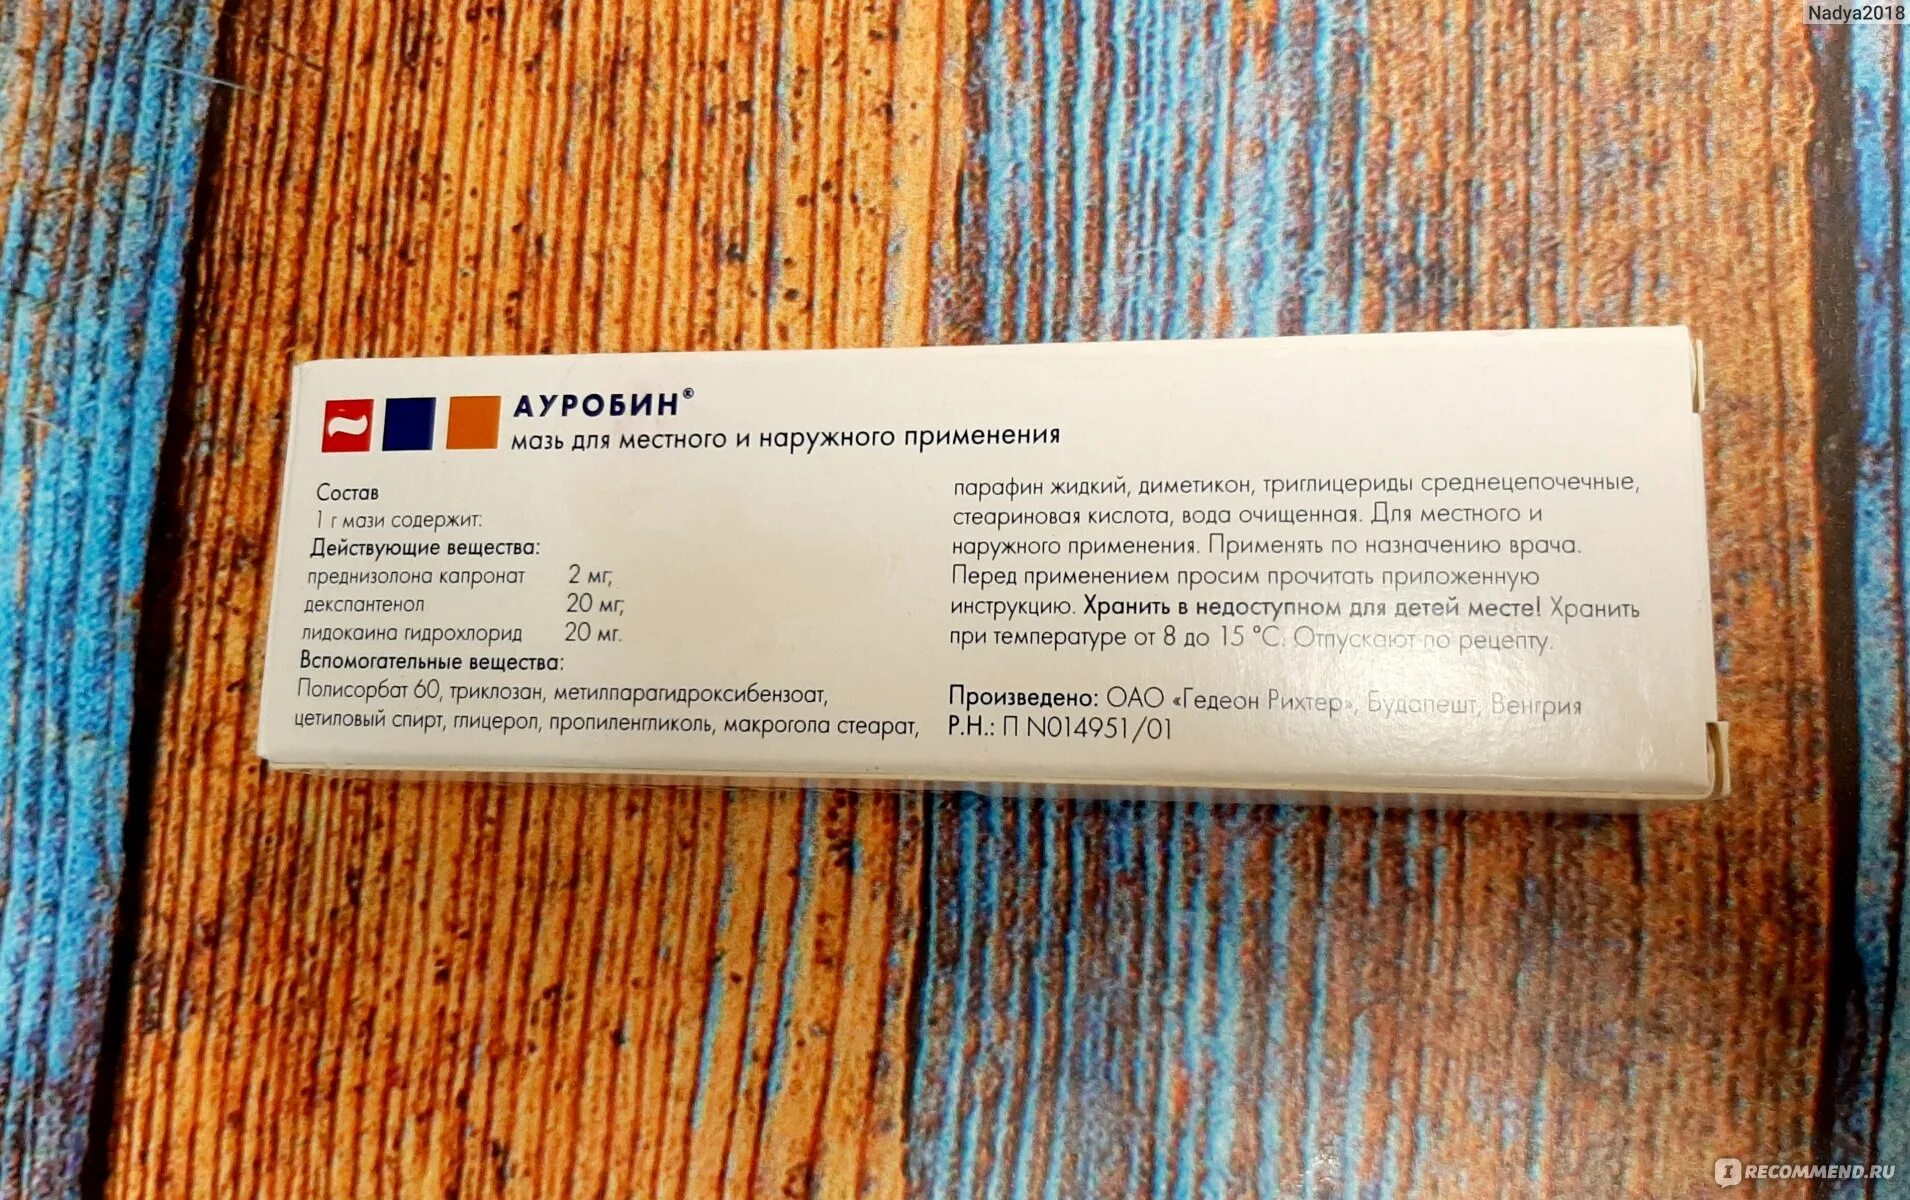 Nadya2018
АУРОБИН®
мазь для местного и наружного применения
Состав
1 г мази содержит:
Действующие вещества:
преднизолона капронат 2 мг,
декспантенол 20 мг,
лидокаина гидрохлорид 20 мг.
Вспомогательные вещества:
Полисорбат 60, триклозан, метилпарагидроксибензоат,
цетиловый спирт, глицерол, пропиленгликоль, макрогола стеарат,
парафин жидкий, диметикон, триглицериды среднецепочечные,
стеариновая кислота, вода очищенная. Для местного и
наружного применения. Применять по назначению врача.
Перед применением просим прочитать приложенную
инструкцию. Хранить в недоступном для детей месте! Хранить
при температуре от 8 до 15 °C. Отпускают по рецепту.
Произведено: ОАО «Гедеон Рихтер», Будапешт, Венгрия
Р.Н.: П N014951/01
IRECOMMEND.RU